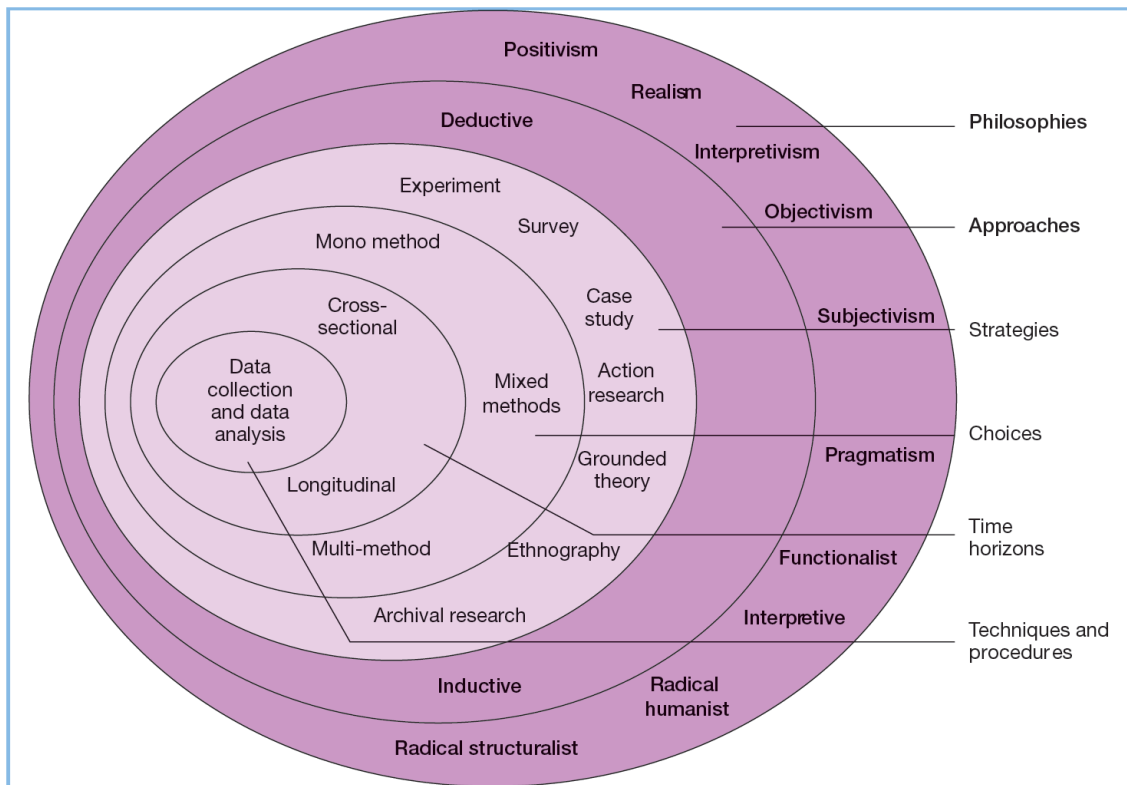 Positivism
Realism
Philosophies
Deductive
Interpretivism
Experiment
Objectivism
Survey
Approaches
Mono method
Case
study
Cross-
sectional
Subjectivism
Strategies
Data
collection
and data
analysis
Mixed
methods
Action
research
Choices
Pragmatism
Grounded
theory
Longitudinal
Time
horizons
Multi-method
Ethnography
Functionalist
Archival research
Interpretive
Techniques and
procedures
Inductive
Radical
humanist
Radical structuralist